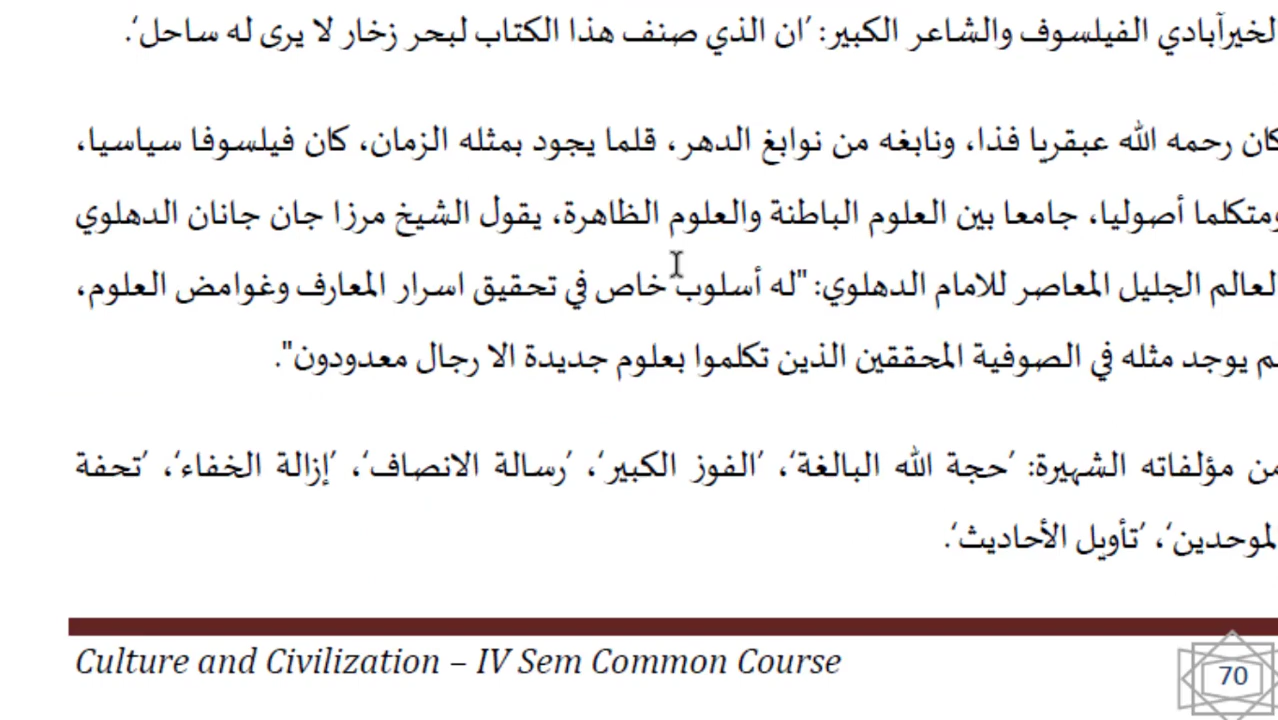 الخيرآبادي الفيلسوف والشاعر الكبير: ’ان الذي صنف هذا الكتاب لبحر زخار لا يرى له ساحل‘.
كان رحمه الله عبقريا فذا، ونابغه من نوابغ الدهر، قلما يجود بمثله الزمان، كان فيلسوفا سياسيا،
ومتكلما أصوليا، جامعا بين العلوم الباطنة والعلوم الظاهرة، يقول الشيخ مرزا جان جانان الدهلوي
العالم الجليل المعاصر للامام الدهلوي: "له أسلوب خاص في تحقيق اسرار المعارف وغوامض العلوم،
لم يوجد مثله في الصوفية المحققين الذين تكلموا بعلوم جديدة الا رجال معدودون".
من مؤلفاته الشهيرة: ’حجة الله البالغة‘، ’الفوز الكبير‘، ’رسالة الانصاف‘، ’إزالة الخفاء‘، ’تحفة
الموحدين‘، ’تأويل الأحاديث‘.
Culture and Civilization – IV Sem Common Course
70